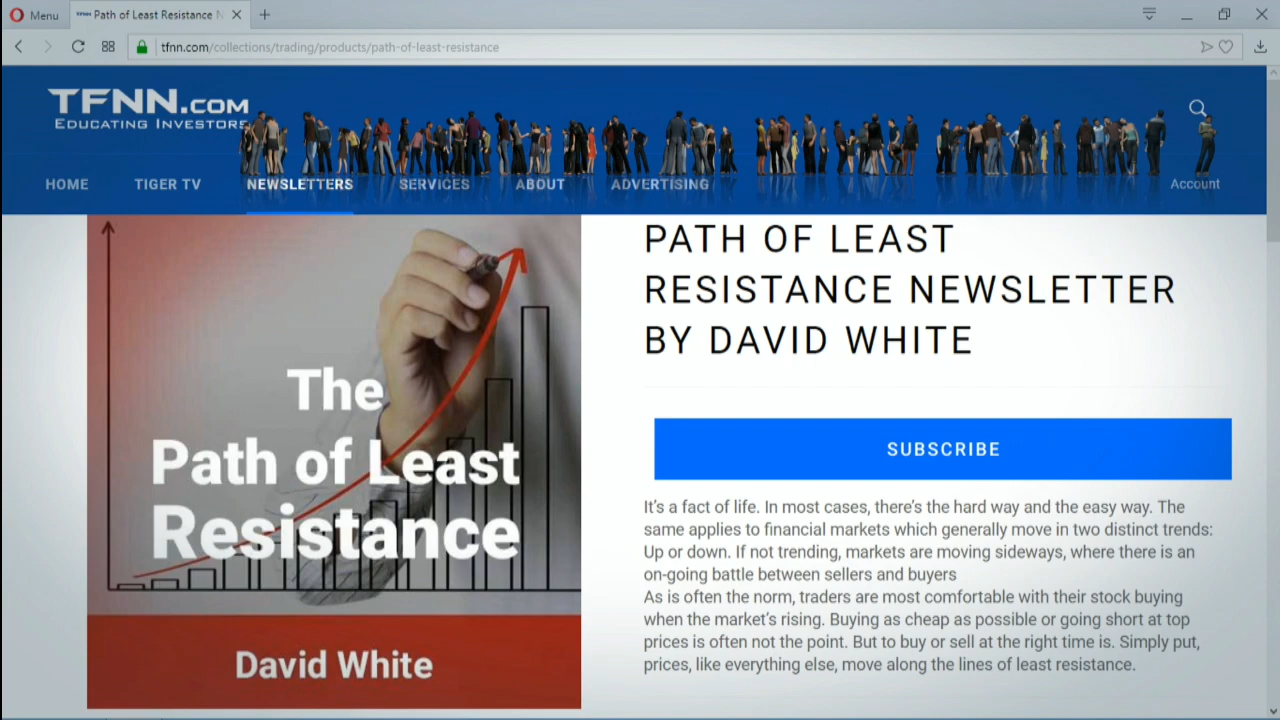 Menu
Path of Least Resistance N
tfnn.com/collections/trading/products/path-of-least-resistance
TFNN.COM
EDUCATING INVESTORS
HOME TIGER TV NEWSLETTERS SERVICES ABOUT ADVERTISING Account
The
Path of Least
Resistance
David White
PATH OF LEAST
RESISTANCE NEWSLETTER
BY DAVID WHITE
SUBSCRIBE
It's a fact of life. In most cases, there's the hard way and the easy way. The
same applies to financial markets which generally move in two distinct trends:
Up or down. If not trending, markets are moving sideways, where there is an
on-going battle between sellers and buyers
As is often the norm, traders are most comfortable with their stock buying
when the market's rising. Buying as cheap as possible or going short at top
prices is often not the point. But to buy or sell at the right time is. Simply put,
prices, like everything else, move along the lines of least resistance.